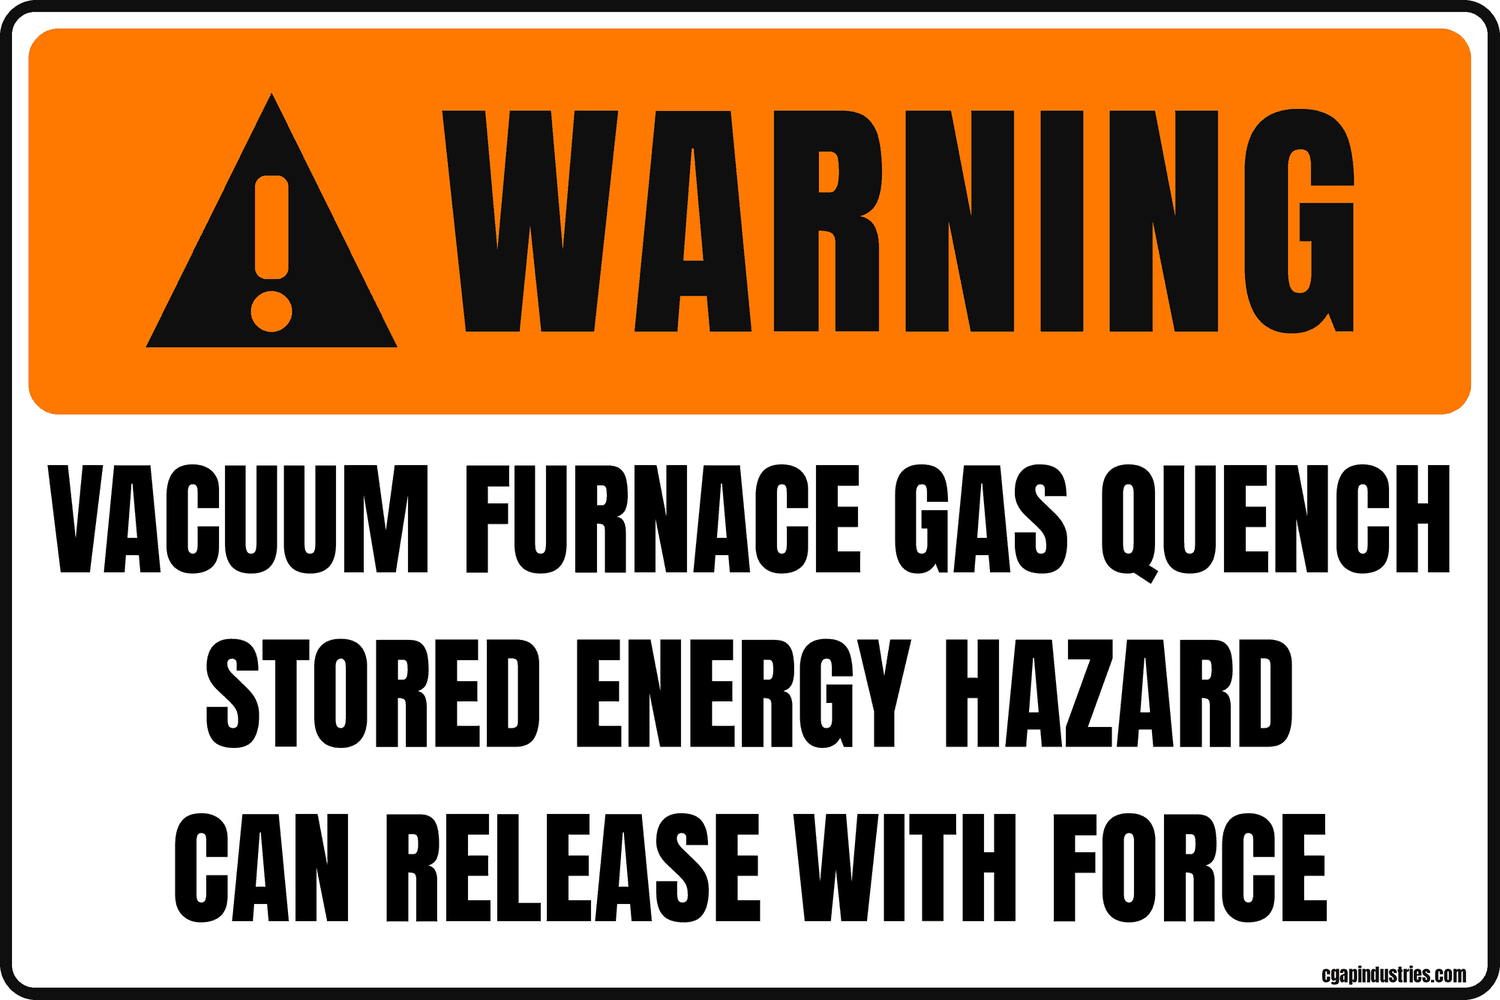 WARNING
VACUUM FURNACE GAS QUENCH
STORED ENERGY HAZARD
CAN RELEASE WITH FORCE
cgapindustries.com